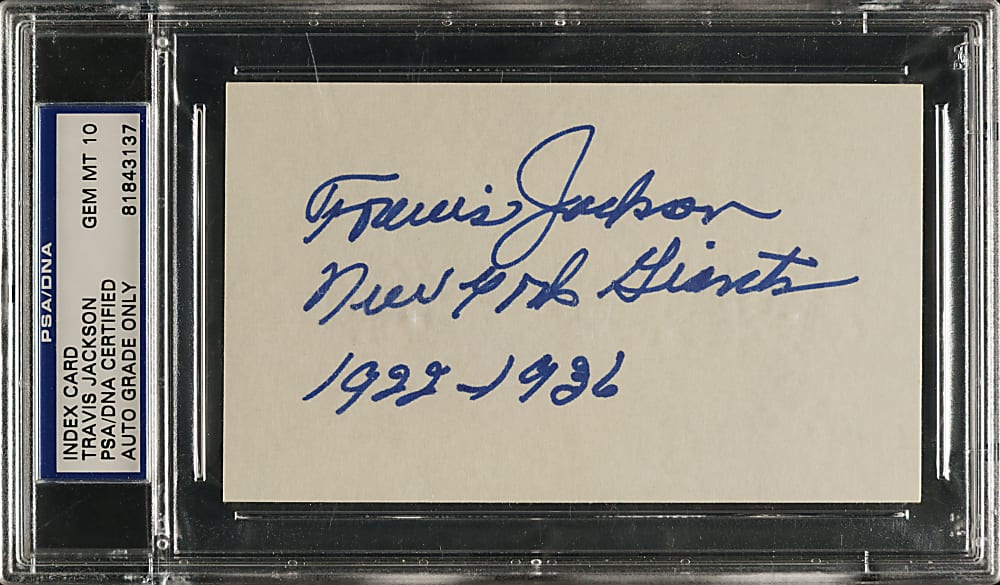 PSA/DNA
INDEX CARD
TRAVIS JACKSON
PSA/DNA CERTIFIED
AUTO GRADE ONLY
GEM MT 10
81843137
Travis Jackson
New York Giants
1922-1936